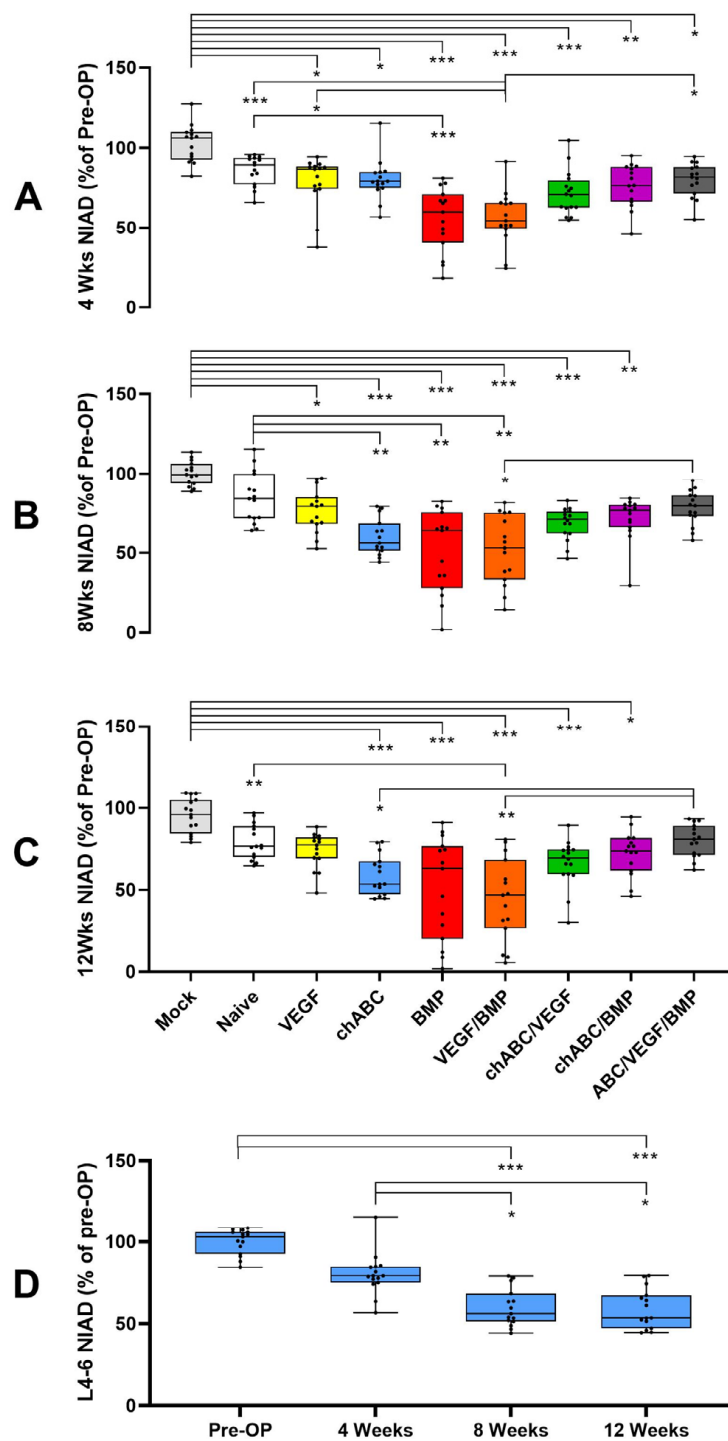 A
4 Wks NIAD (%of Pre-OP)
150
100
50
0
* * *** *** *** ** *
*** * *** *
B
8Wks NIAD (%of Pre-OP)
150
100
50
0
* *** *** *** *** **
** ** ** *
C
12Wks NIAD (%of Pre-OP)
150
100
50
0
*** *** *** *** *
** * **
Mock
Naive
VEGF
chABC
BMP
VEGF/BMP
chABC/VEGF
chABC/BMP
ABC/VEGF/BMP
D
L4-6 NIAD (% of pre-OP)
150
100
50
0
*** ***
* *
Pre-OP 4 Weeks 8 Weeks 12 Weeks